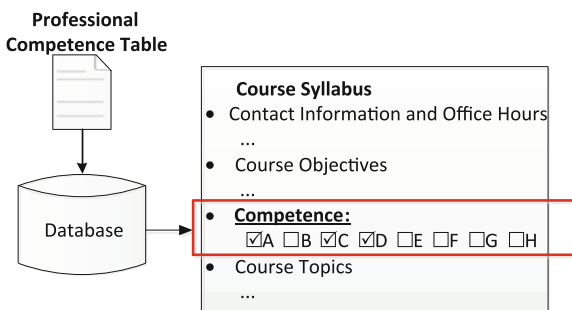 Professional
Competence Table
Database
Course Syllabus
• Contact Information and Office Hours
...
• Course Objectives
...
• Competence:
☑A ☐B ☑C ☑D ☐E ☐F ☐G ☐H
• Course Topics
...